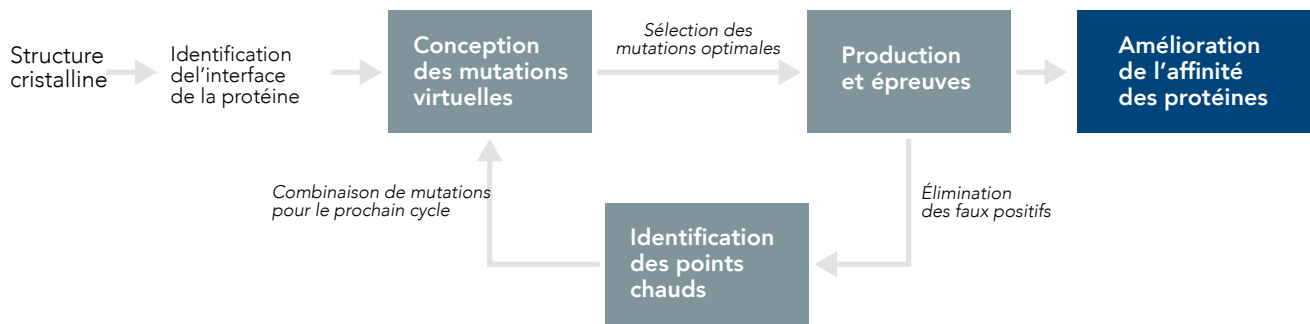 Structure
cristalline
Identification
del'interface
de la protéine
Conception
des mutations
virtuelles
Sélection des
mutations optimales
Production
et épreuves
Amélioration
de l'affinité
des protéines
Combinaison de mutations
pour le prochain cycle
Élimination
des faux positifs
Identification
des points
chauds